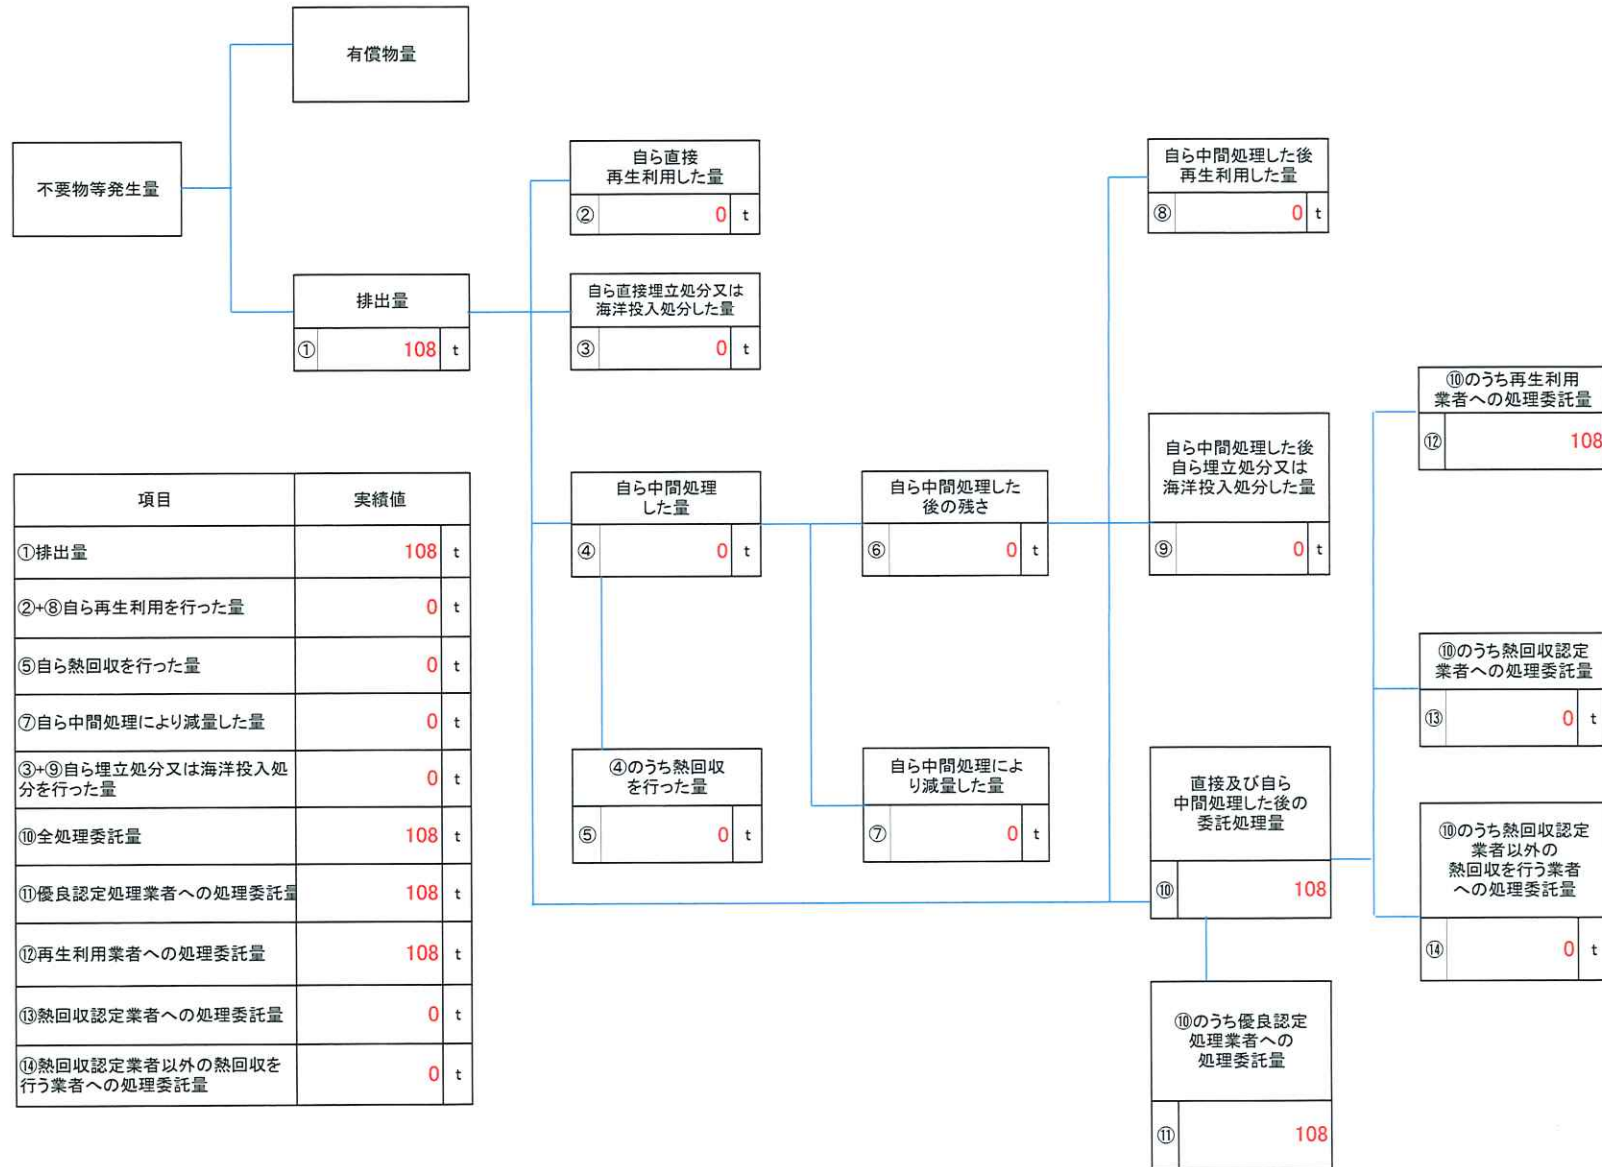 有償物量
不要物等発生量
排出量
① 108 t
自ら直接
再生利用した量
② 0 t
自ら直接埋立処分又は
海洋投入処分した量
③ 0 t
自ら中間処理
した量
④ 0 t
④のうち熱回収
を行った量
⑤ 0 t
自ら中間処理した
後の残さ
⑥ 0 t
自ら中間処理によ
り減量した量
⑦ 0 t
自ら中間処理した後
再生利用した量
⑧ 0 t
自ら中間処理した後
自ら埋立処分又は
海洋投入処分した量
⑨ 0 t
直接及び自ら
中間処理した後の
委託処理量
⑩ 108
⑩のうち優良認定
処理業者への
処理委託量
⑪ 108
⑩のうち再生利用
業者への処理委託量
⑫ 108
⑩のうち熱回収認定
業者への処理委託量
⑬ 0 t
⑩のうち熱回収認定
業者以外の
熱回収を行う業者
への処理委託量
⑭ 0 t
項目 実績値
①排出量 108 t
②+⑧自ら再生利用を行った量 0 t
⑤自ら熱回収を行った量 0 t
⑦自ら中間処理により減量した量 0 t
③+⑨自ら埋立処分又は海洋投入処
分を行った量 0 t
⑩全処理委託量 108 t
⑪優良認定処理業者への処理委託量 108 t
⑫再生利用業者への処理委託量 108 t
⑬熱回収認定業者への処理委託量 0 t
⑭熱回収認定業者以外の熱回収を
行う業者への処理委託量 0 t